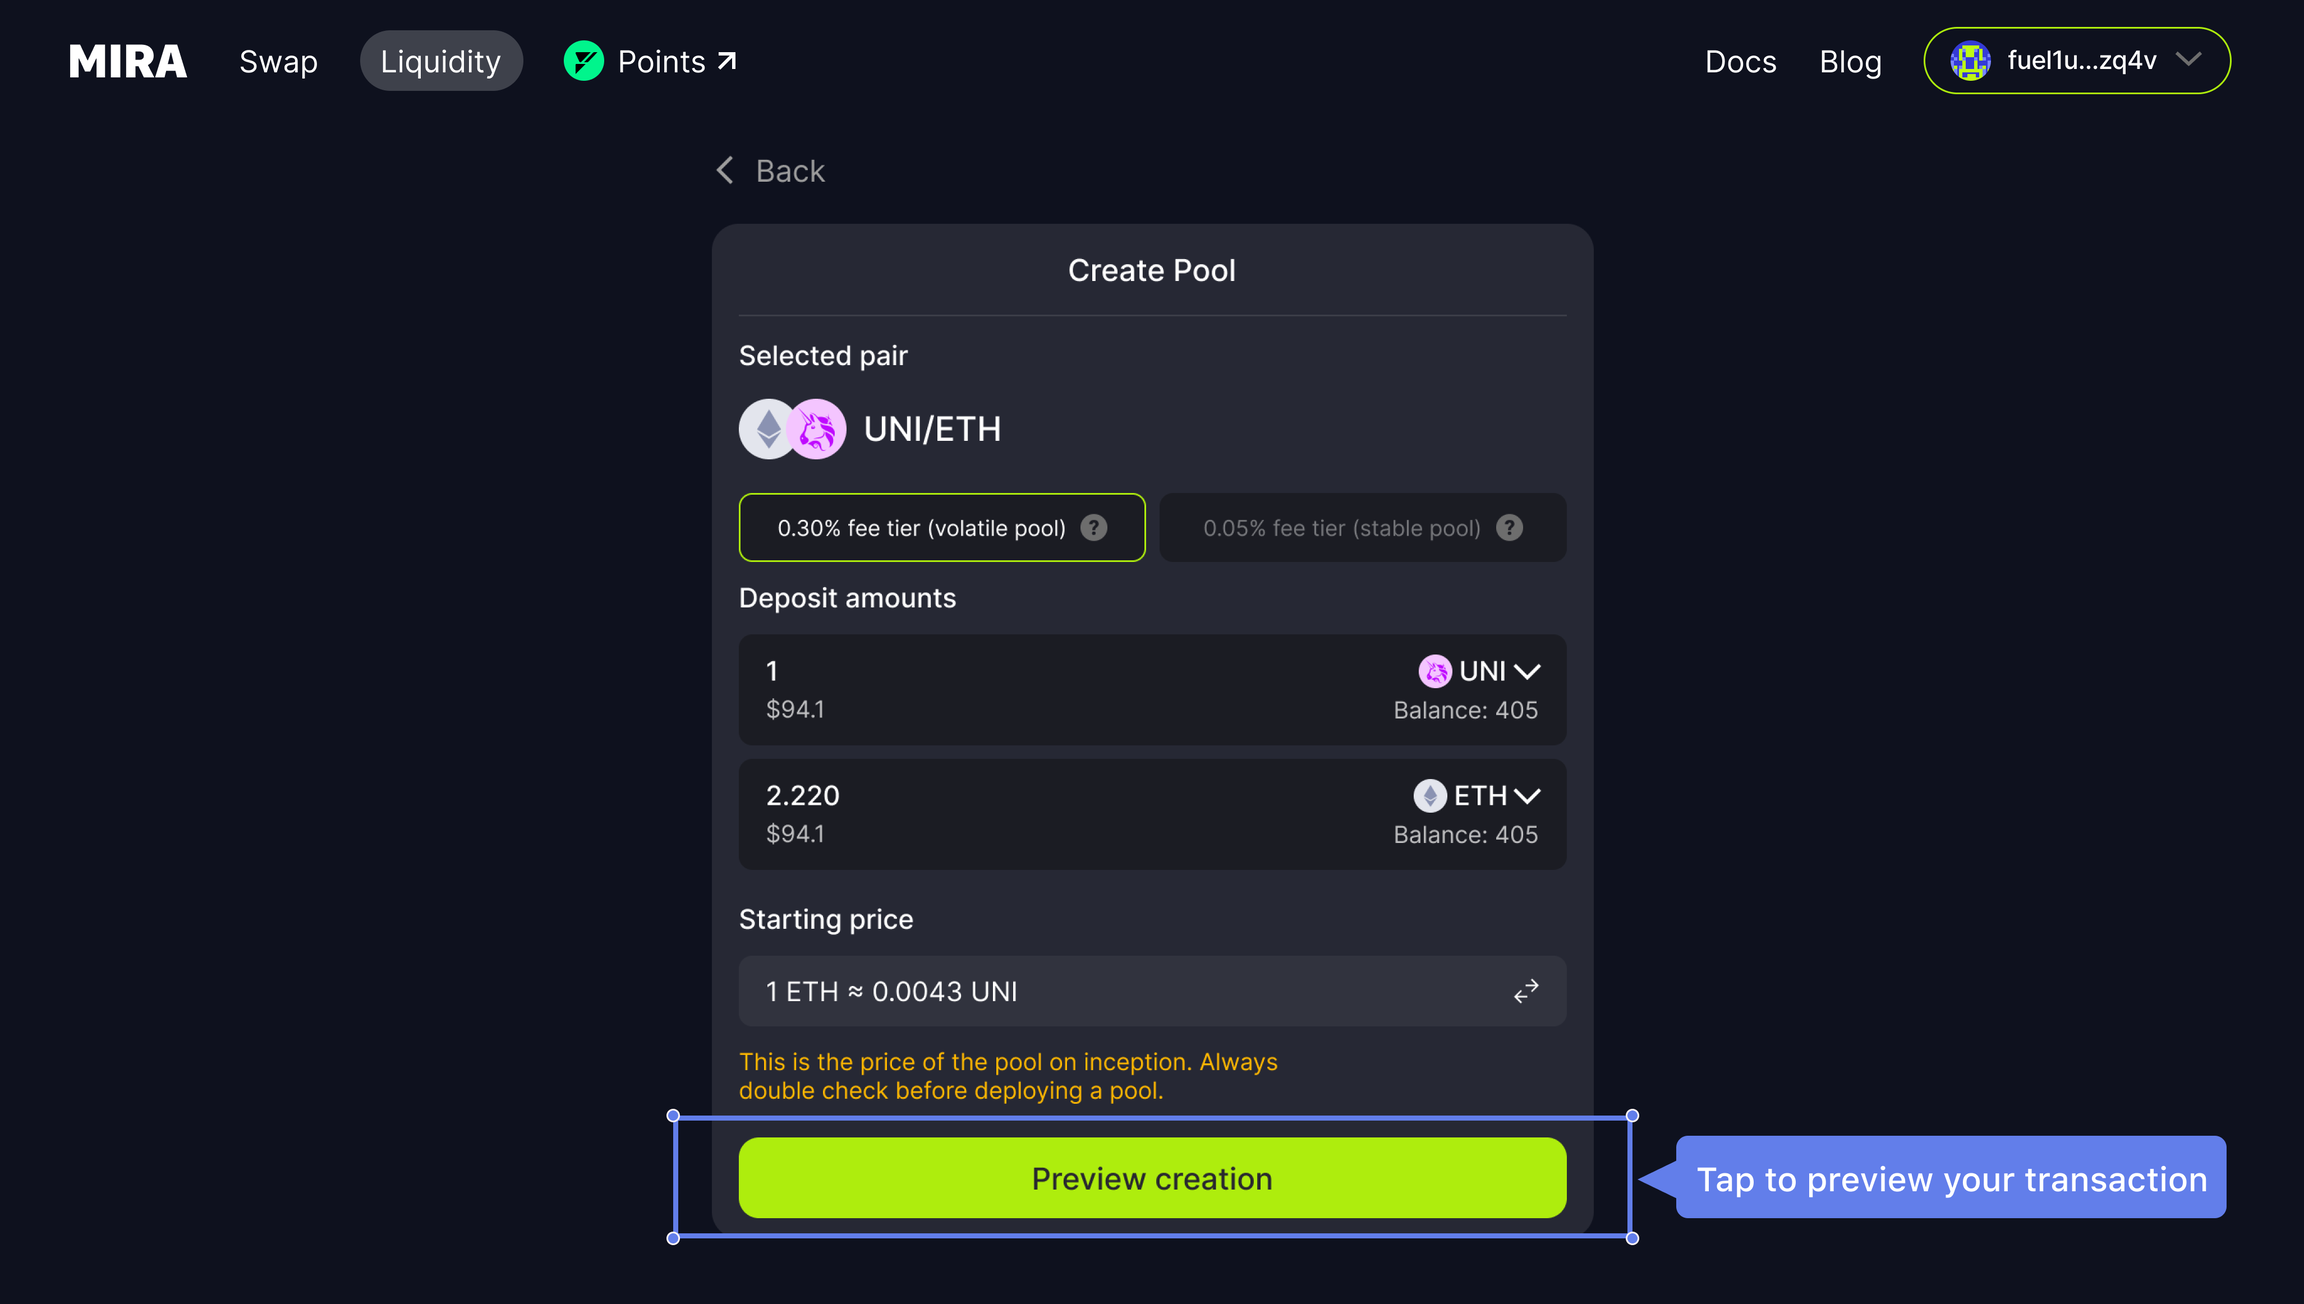 MIRA
Swap
Liquidity
Points
Docs
Blog
fuel1u...zq4v
Back
Create Pool
Selected pair
UNI/ETH
0.30% fee tier (volatile pool) ?
0.05% fee tier (stable pool) ?
Deposit amounts
1
UNI
$94.1
Balance: 405
2.220
ETH
$94.1
Balance: 405
Starting price
1 ETH ≈ 0.0043 UNI
This is the price of the pool on inception. Always
double check before deploying a pool.
Preview creation
Tap to preview your transaction